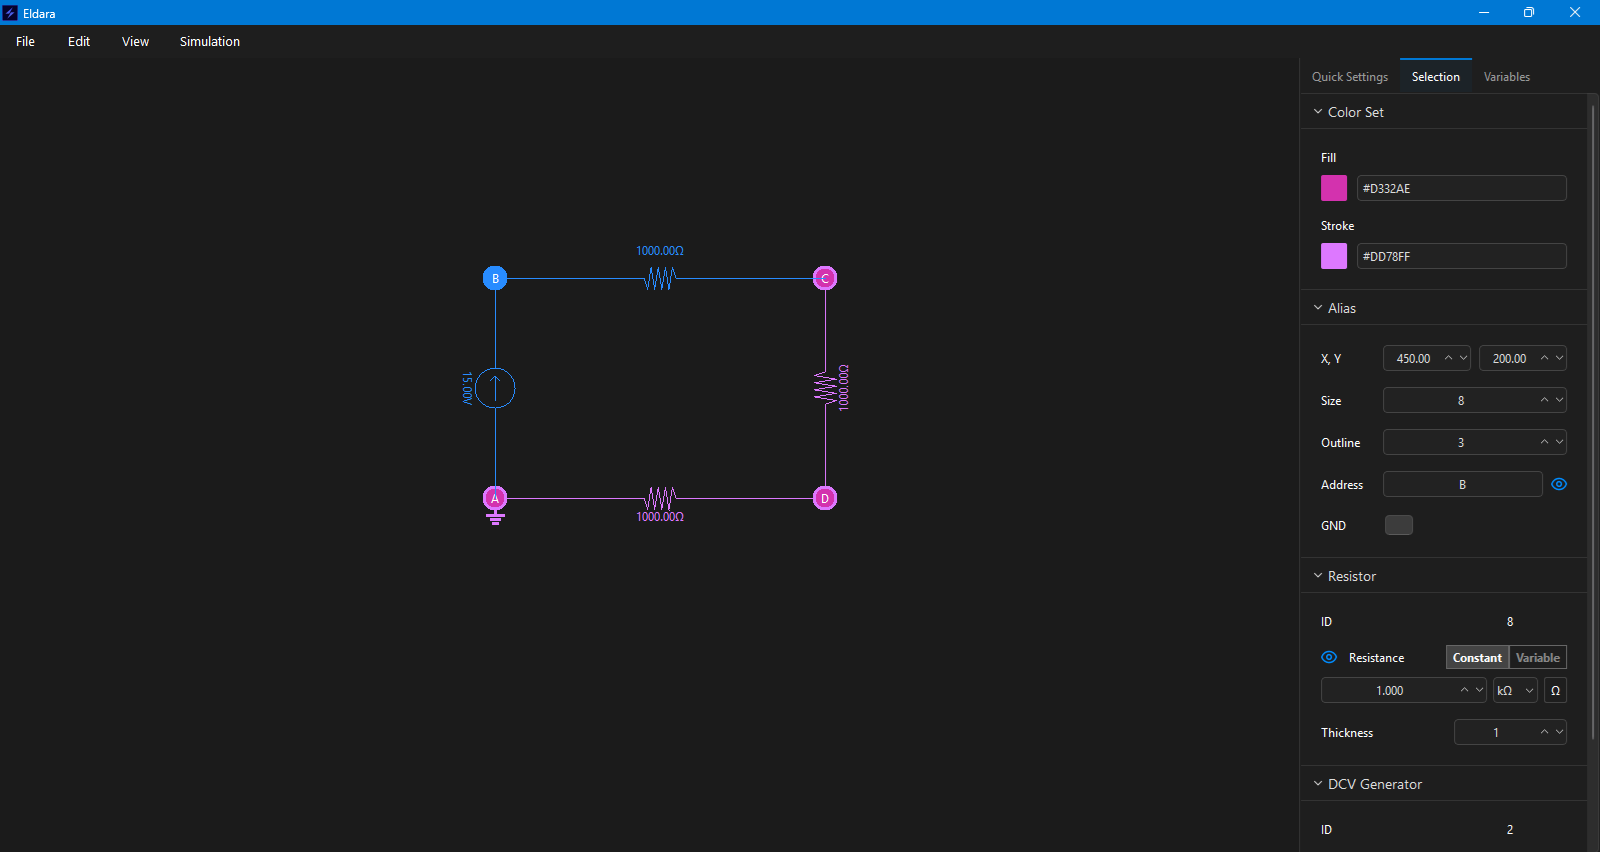 Eldara
File Edit View Simulation
Quick Settings Selection Variables
Color Set
Fill
#D332AE
Stroke
#DD78FF
Alias
X, Y 450.00 200.00
Size 8
Outline 3
Address B
GND
Resistor
ID 8
Resistance Constant Variable
1.000 kΩ Ω
Thickness 1
DCV Generator
ID 2
1000.00Ω
B C
15.00V
1000.00Ω
A D
1000.00Ω